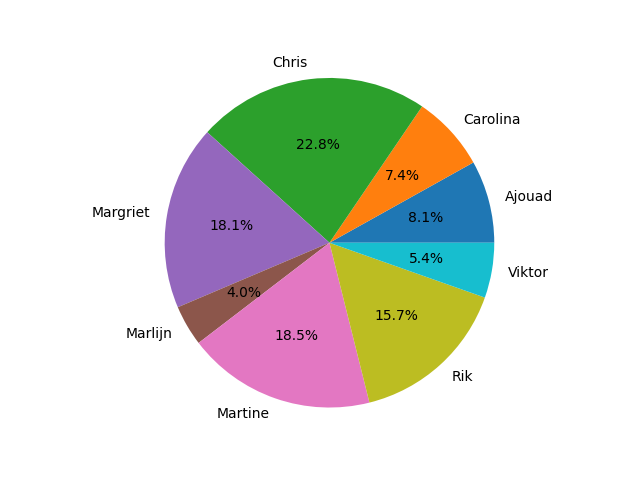 Chris
Carolina
22.8%
7.4%
Ajouad
Margriet
18.1%
8.1%
5.4%
Viktor
4.0%
Marlijn
18.5%
15.7%
Rik
Martine